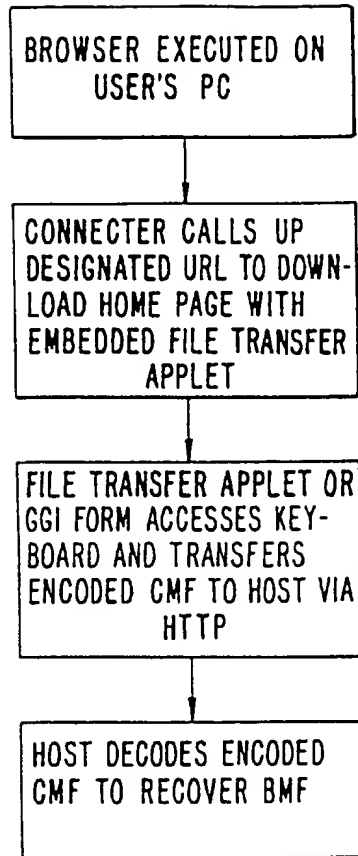 BROWSER EXECUTED ON
USER'S PC
CONNECTER CALLS UP
DESIGNATED URL TO DOWN-
LOAD HOME PAGE WITH
EMBEDDED FILE TRANSFER
APPLET
FILE TRANSFER APPLET OR
GGI FORM ACCESSES KEY-
BOARD AND TRANSFERS
ENCODED CMF TO HOST VIA
HTTP
HOST DECODES ENCODED
CMF TO RECOVER BMF